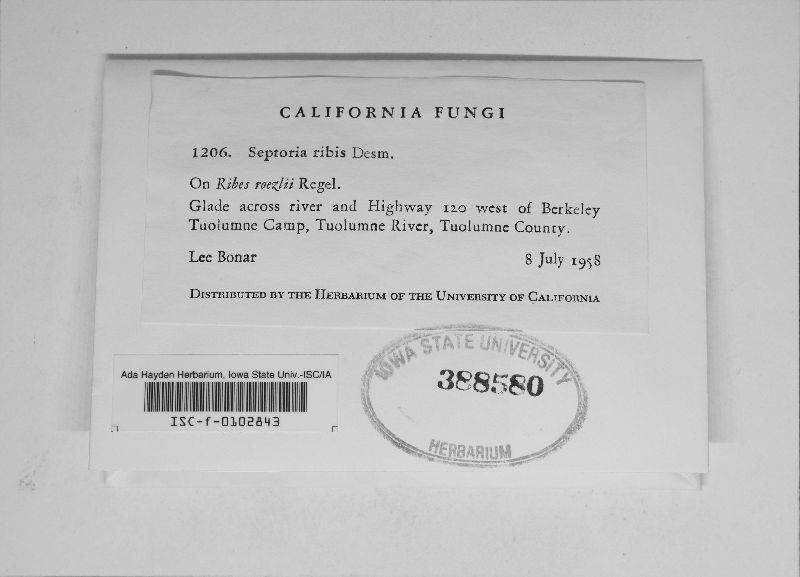 CALIFORNIA FUNGI
1206. Septoria ribis Desm.
On Ribes roezlii Regel.
Glade across river and Highway 120 west of Berkeley
Tuolumne Camp, Tuolumne River, Tuolumne County.
Lee Bonar 8 July 1958
DISTRIBUTED BY THE HERBARIUM OF THE UNIVERSITY OF CALIFORNIA
Ada Hayden Herbarium, Iowa State Univ.-ISC/IA
ISC-f-0102843
IOWA STATE UNIVERSITY
388580
HERBARIUM